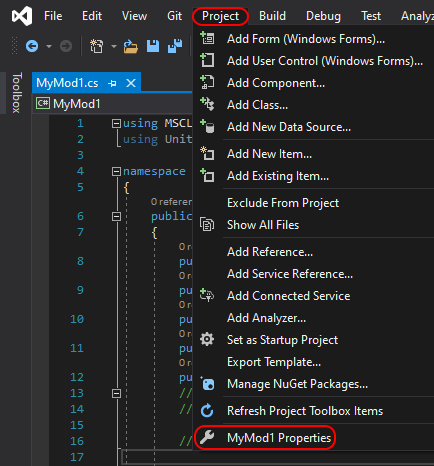 File
Edit
View
Git
Project
Build
Debug
Test
Analyz
Toolbox
MyMod1.cs
C# MyMod1
1
using MSCL
2
using Unit
3
4
namespace
5
{
0 referen
6
public
7
{
0 re
8
pu
0 re
9
pu
0 re
10
pu
0 re
11
pu
0 re
12
pu
13
//
14
//
15
16
//
17
Add Form (Windows Forms)...
Add User Control (Windows Forms)...
Add Component...
Add Class...
Add New Data Source...
Add New Item...
Add Existing Item...
Exclude From Project
Show All Files
Add Reference...
Add Service Reference...
Add Connected Service
Add Analyzer...
Set as Startup Project
Export Template...
Manage NuGet Packages...
Refresh Project Toolbox Items
MyMod1 Properties